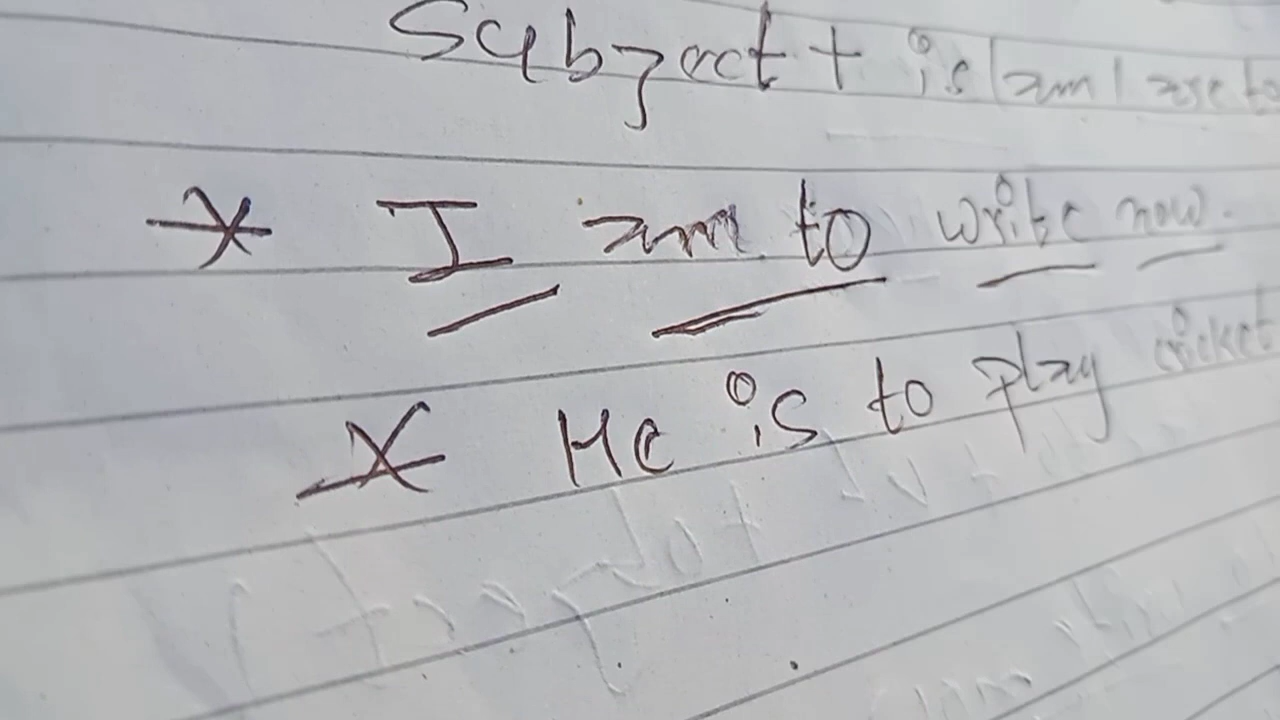 Subject + is/am/are to
* I am to write now.
* He is to play cricket